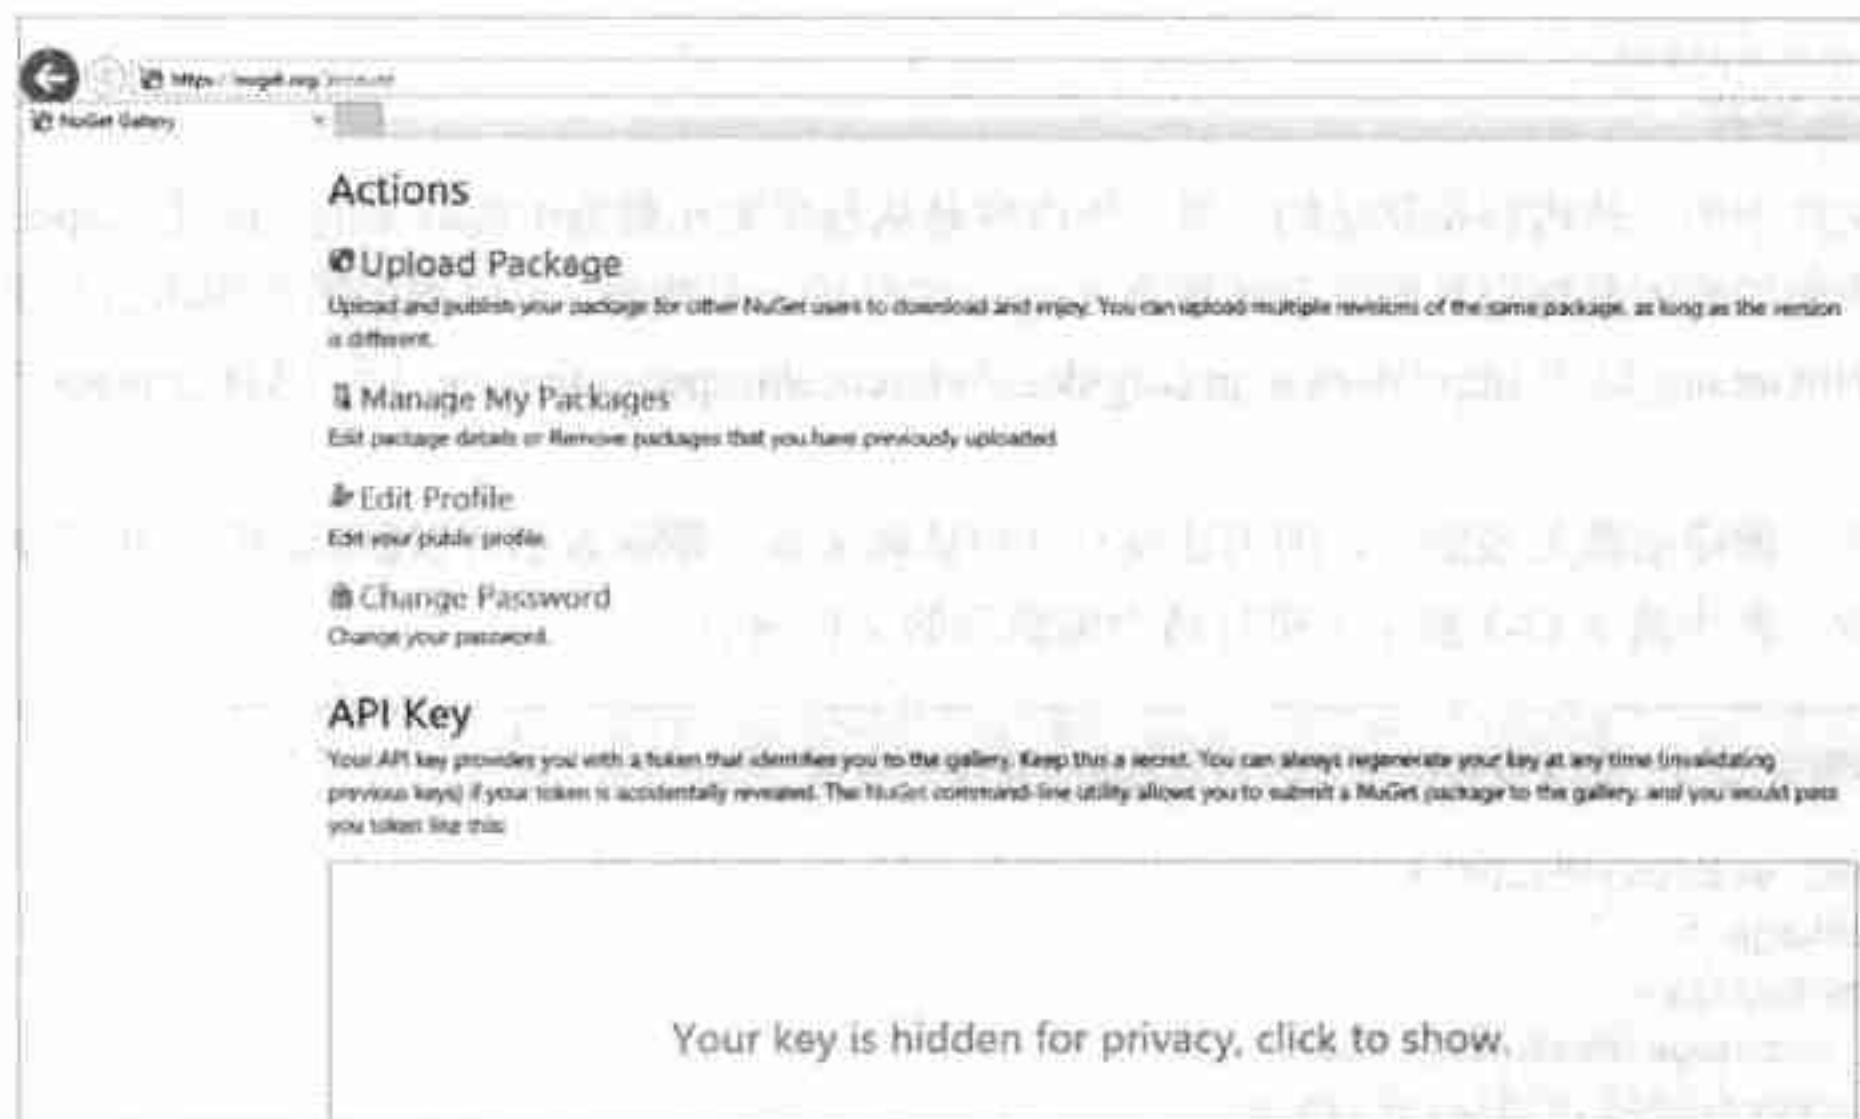 https://nuget.org/account
NuGet Gallery
Actions
Upload Package
Upload and publish your package for other NuGet users to download and enjoy. You can upload multiple revisions of the same package, as long as the version
is different.
Manage My Packages
Edit package details or Remove packages that you have previously uploaded
Edit Profile
Edit your public profile.
Change Password
Change your password.
API Key
Your API key provides you with a token that identifies you to the gallery. Keep this a secret. You can always regenerate your key at any time (invalidating
previous keys) if your token is accidentally revealed. The NuGet command-line utility allows you to submit a NuGet package to the gallery, and you would pass
you token like this:
Your key is hidden for privacy, click to show.